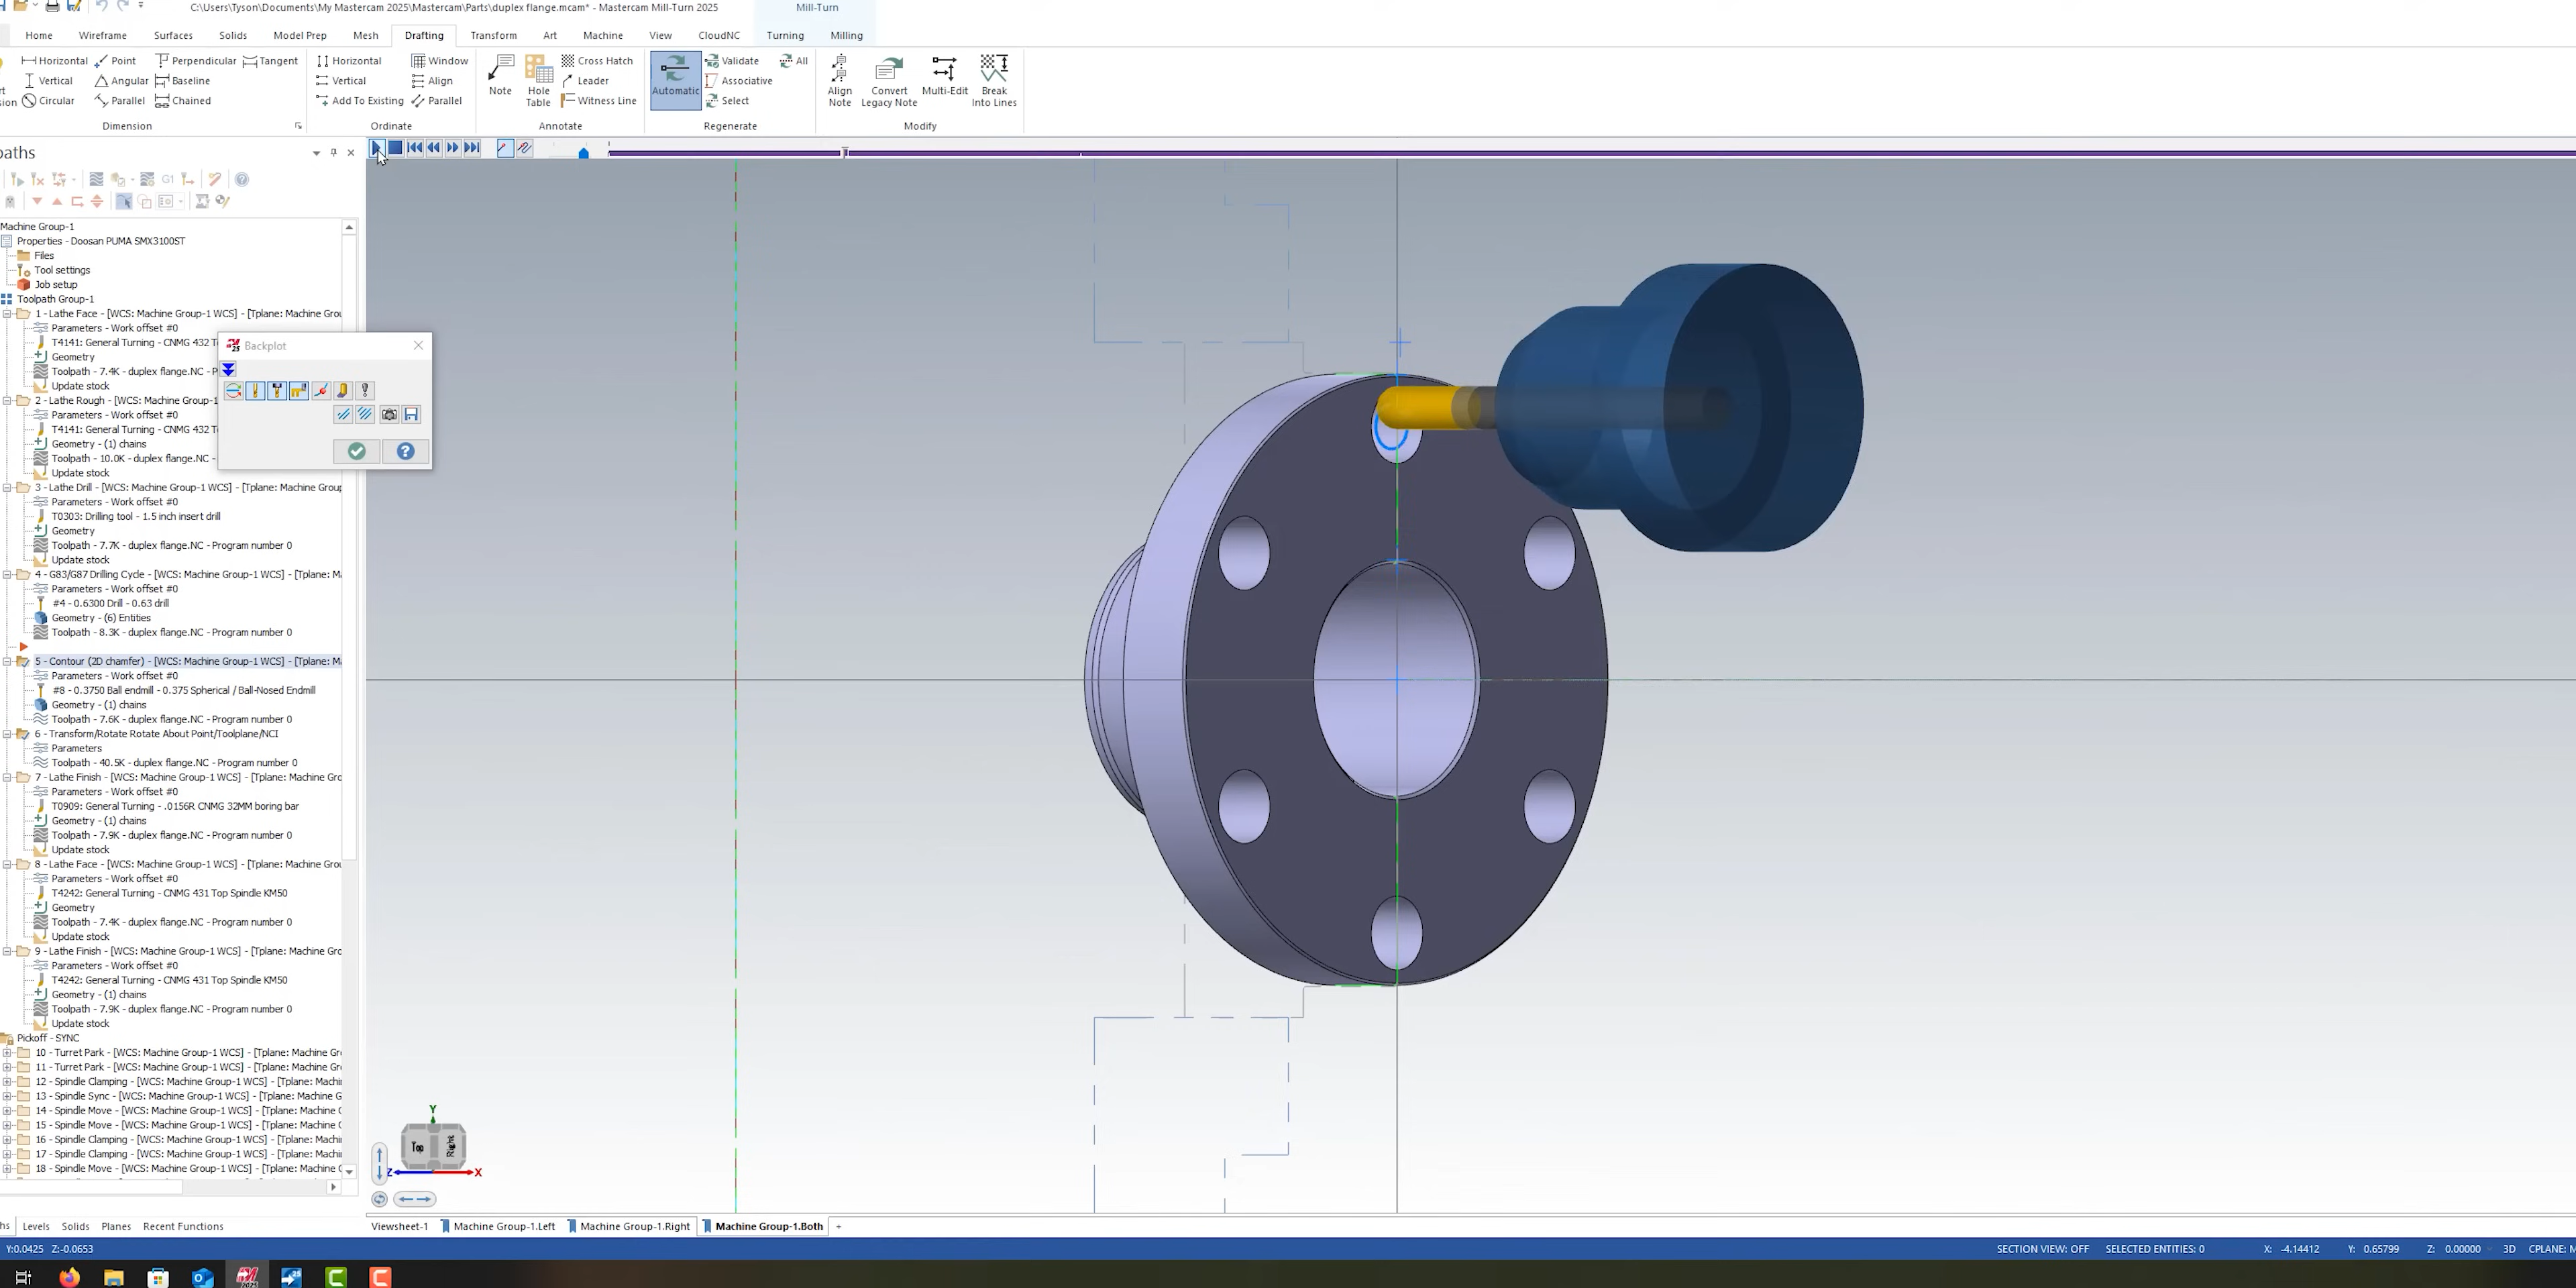 C:\Users\Tyson\Documents\My Mastercam 2025\Mastercam\Parts\duplex flange.mcam* - Mastercam Mill-Turn 2025
Mill-Turn
Home Wireframe Surfaces Solids Model Prep Mesh Drafting Transform Art Machine View CloudNC Turning Milling
Horizontal Point Perpendicular Tangent
Vertical Angular Baseline
Circular Parallel Chained
Dimension
Horizontal Window
Vertical Align
Add To Existing Parallel
Ordinate
Note
Hole Table
Cross Hatch
Leader
Witness Line
Annotate
Automatic
Validate All
Associative
Select
Regenerate
Align Note
Convert Legacy Note
Multi-Edit
Break Into Lines
Modify
aths
G1
Machine Group-1
Properties - Doosan PUMA SMX3100ST
Files
Tool settings
Job setup
Toolpath Group-1
1 - Lathe Face - [WCS: Machine Group-1 WCS] - [Tplane: Machine Grou
Parameters - Work offset #0
T4141: General Turning - CNMG 432 T
Geometry
Toolpath - 7.4K - duplex flange.NC - P
Update stock
2 - Lathe Rough - [WCS: Machine Group-1
Parameters - Work offset #0
T4141: General Turning - CNMG 432 T
Geometry - (1) chains
Toolpath - 10.0K - duplex flange.NC -
Update stock
3 - Lathe Drill - [WCS: Machine Group-1 WCS] - [Tplane: Machine Group
Parameters - Work offset #0
T0303: Drilling tool - 1.5 inch insert drill
Geometry
Toolpath - 7.7K - duplex flange.NC - Program number 0
Update stock
4 - G83/G87 Drilling Cycle - [WCS: Machine Group-1 WCS] - [Tplane: M
Parameters - Work offset #0
#4 - 0.6300 Drill - 0.63 drill
Geometry - (6) Entities
Toolpath - 8.3K - duplex flange.NC - Program number 0
5 - Contour (2D chamfer) - [WCS: Machine Group-1 WCS] - [Tplane: M
Parameters - Work offset #0
#8 - 0.3750 Ball endmill - 0.375 Spherical / Ball-Nosed Endmill
Geometry - (1) chains
Toolpath - 7.6K - duplex flange.NC - Program number 0
6 - Transform/Rotate Rotate About Point/Toolplane/NCI
Parameters
Toolpath - 40.5K - duplex flange.NC - Program number 0
7 - Lathe Finish - [WCS: Machine Group-1 WCS] - [Tplane: Machine Gro
Parameters - Work offset #0
T0909: General Turning - .0156R CNMG 32MM boring bar
Geometry - (1) chains
Toolpath - 7.9K - duplex flange.NC - Program number 0
Update stock
8 - Lathe Face - [WCS: Machine Group-1 WCS] - [Tplane: Machine Grou
Parameters - Work offset #0
T4242: General Turning - CNMG 431 Top Spindle KM50
Geometry
Toolpath - 7.4K - duplex flange.NC - Program number 0
Update stock
9 - Lathe Finish - [WCS: Machine Group-1 WCS] - [Tplane: Machine Gro
Parameters - Work offset #0
T4242: General Turning - CNMG 431 Top Spindle KM50
Geometry - (1) chains
Toolpath - 7.9K - duplex flange.NC - Program number 0
Update stock
Pickoff - SYNC
10 - Turret Park - [WCS: Machine Group-1 WCS] - [Tplane: Machine Gr
11 - Turret Park - [WCS: Machine Group-1 WCS] - [Tplane: Machine Gr
12 - Spindle Clamping - [WCS: Machine Group-1 WCS] - [Tplane: Machi
13 - Spindle Sync - [WCS: Machine Group-1 WCS] - [Tplane: Machine G
14 - Spindle Move - [WCS: Machine Group-1 WCS] - [Tplane: Machine G
15 - Spindle Move - [WCS: Machine Group-1 WCS] - [Tplane: Machine G
16 - Spindle Clamping - [WCS: Machine Group-1 WCS] - [Tplane: Machi
17 - Spindle Clamping - [WCS: Machine Group-1 WCS] - [Tplane: Machi
18 - Spindle Move - [WCS: Machine Group-1 WCS] - [Tplane: Machine G
Backplot
Y
Top Right
Z X
Levels Solids Planes Recent Functions
Viewsheet-1 Machine Group-1.Left Machine Group-1.Right Machine Group-1.Both +
Y:0.0425 Z:-0.0653
SECTION VIEW: OFF SELECTED ENTITIES: 0 X: -4.14412 Y: 0.65799 Z: 0.00000 3D CPLANE: M